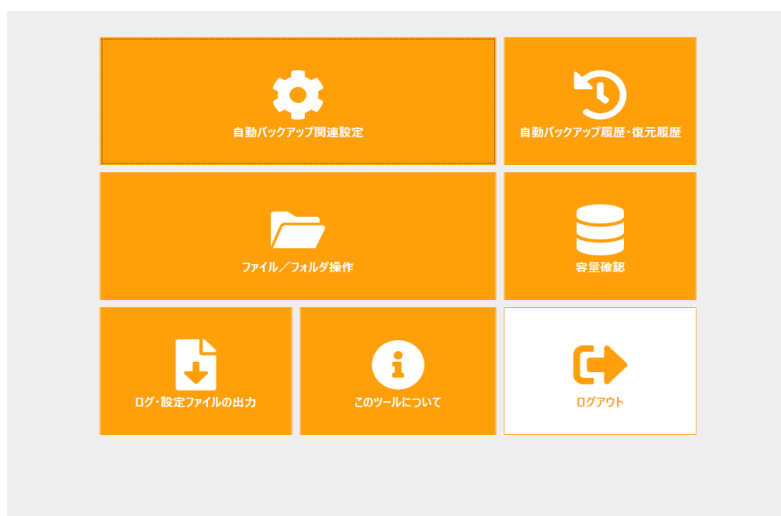 自動バックアップ関連設定
自動バックアップ履歴・復元履歴
ファイル／フォルダ操作
容量確認
ログ・設定ファイルの出力
このツールについて
ログアウト